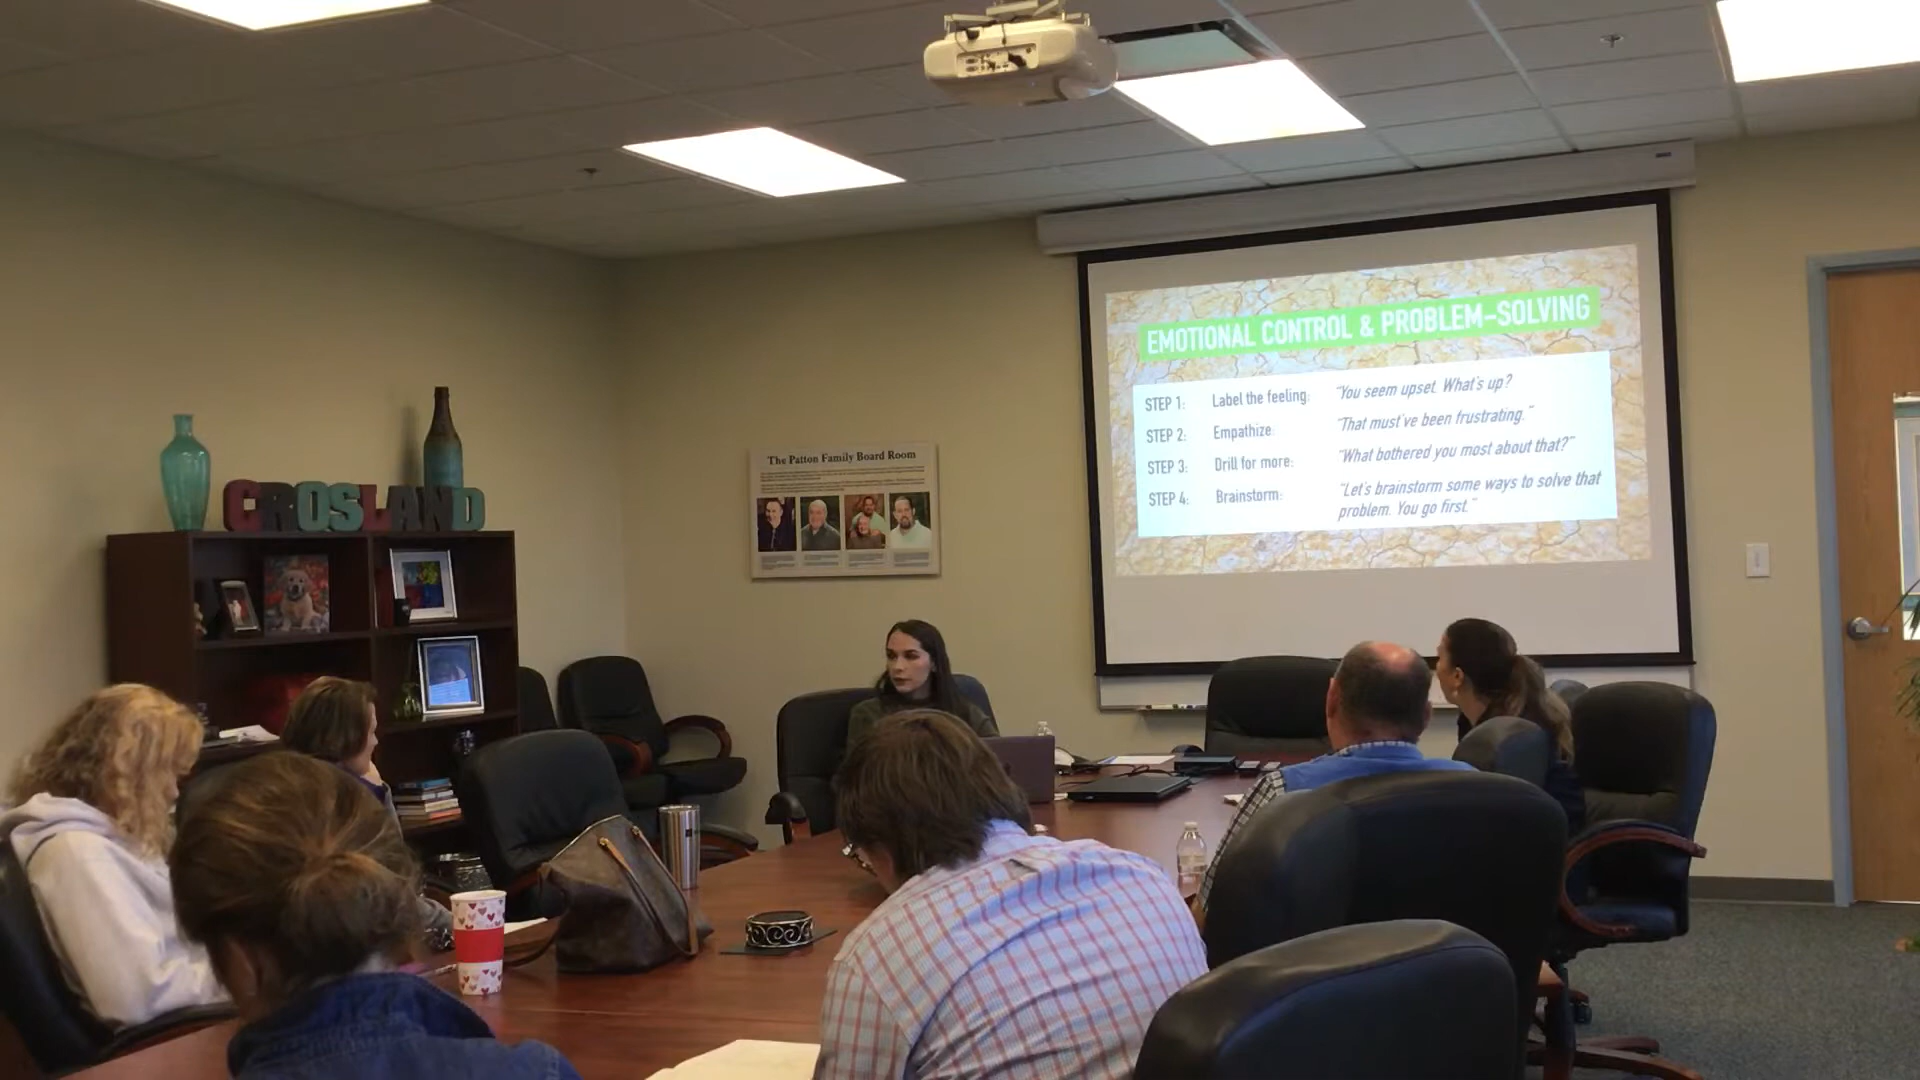 EMOTIONAL CONTROL & PROBLEM-SOLVING
STEP 1: Label the feeling: "You seem upset. What's up?
STEP 2: Empathize: "That must've been frustrating."
STEP 3: Drill for more: "What bothered you most about that?"
STEP 4: Brainstorm: "Let's brainstorm some ways to solve that
problem. You go first."
The Patton Family Board Room
CROSLAND